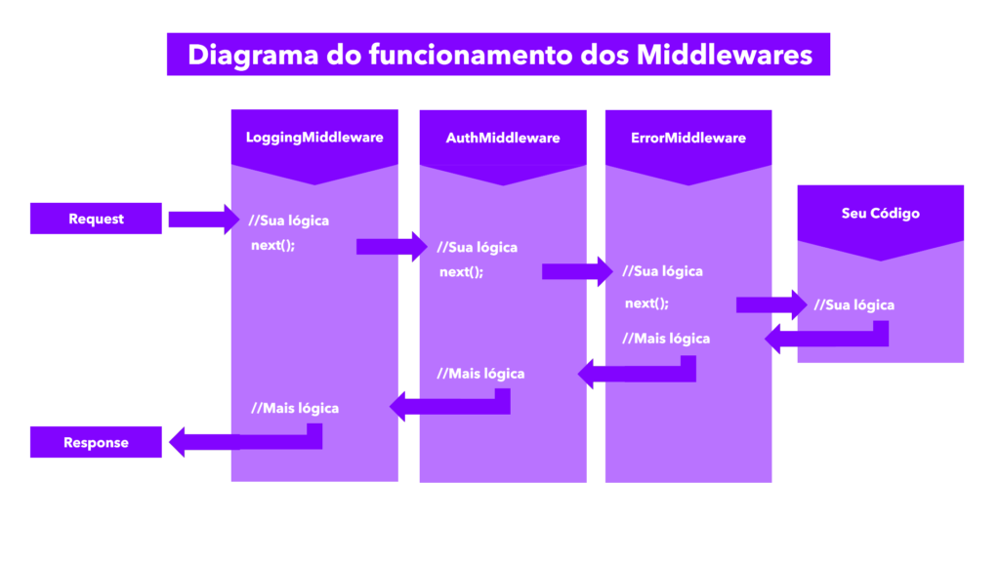 Diagrama do funcionamento dos Middlewares
LoggingMiddleware
AuthMiddleware
ErrorMiddleware
Seu Código
Request
//Sua lógica
next();
//Sua lógica
next();
//Sua lógica
next();
//Sua lógica
//Mais lógica
//Mais lógica
//Mais lógica
Response